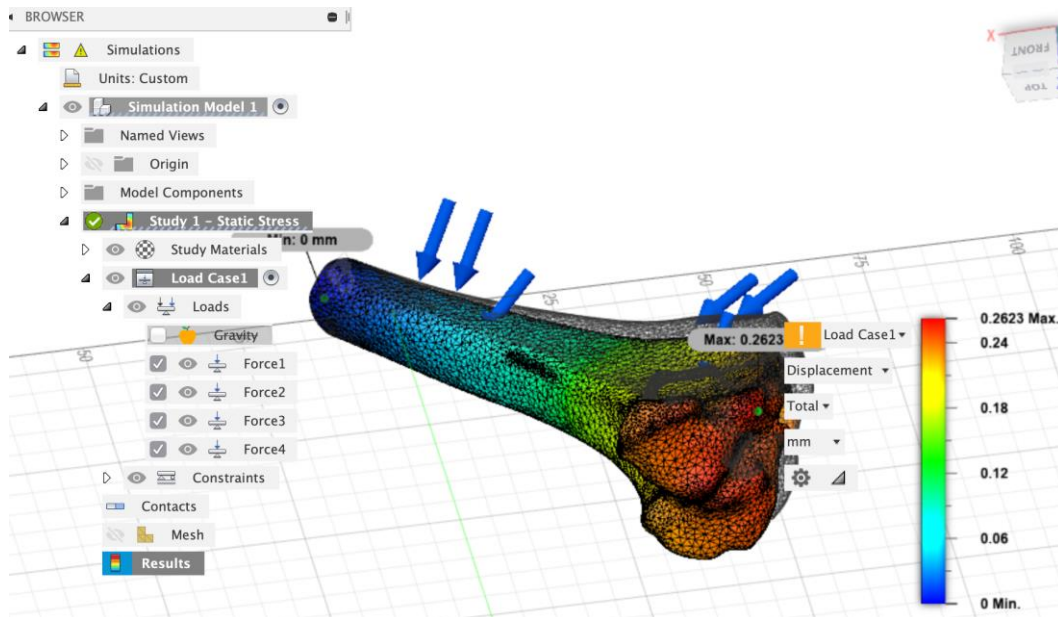 BROWSER
Simulations
Units: Custom
Simulation Model 1
Named Views
Origin
Model Components
Study 1 - Static Stress
Min: 0 mm
Study Materials
Load Case1
Loads
Gravity
Force1
Force2
Force3
Force4
Constraints
Contacts
Mesh
Results
X
FRONT
TOP
100
75
50
25
50
Max: 0.2623
Load Case1
Displacement
Total
mm
0.2623 Max.
0.24
0.18
0.12
0.06
0 Min.